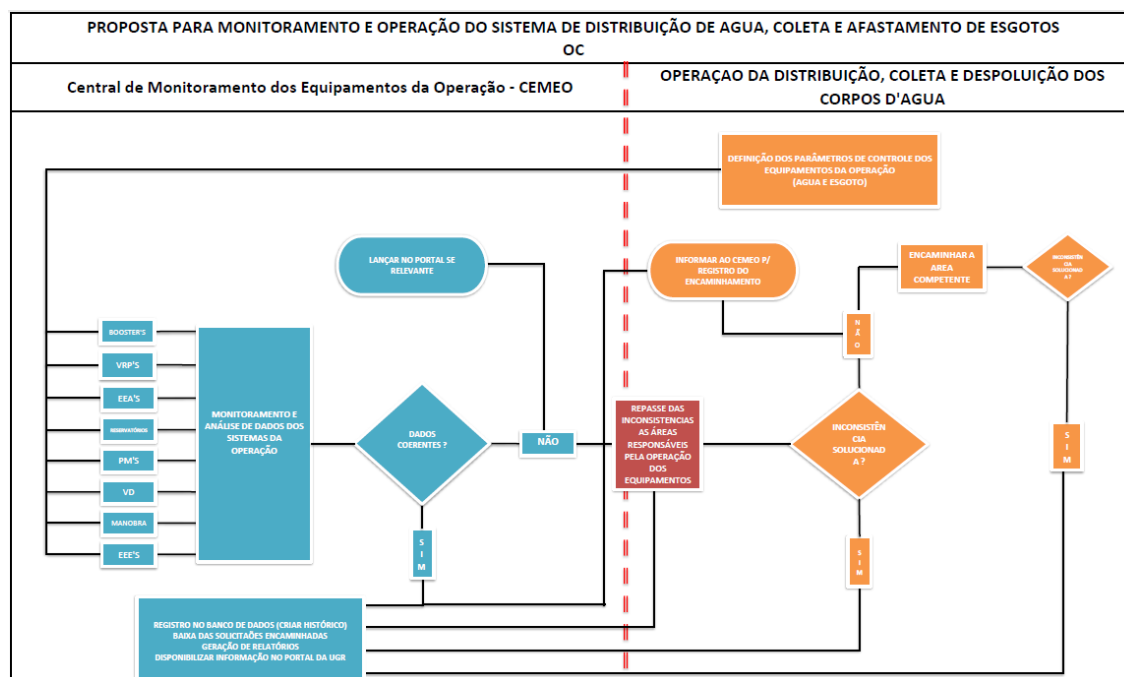 PROPOSTA PARA MONITORAMENTO E OPERAÇÃO DO SISTEMA DE DISTRIBUIÇÃO DE AGUA, COLETA E AFASTAMENTO DE ESGOTOS
OC
Central de Monitoramento dos Equipamentos da Operação - CEMEO
OPERAÇAO DA DISTRIBUIÇÃO, COLETA E DESPOLUIÇÃO DOS
CORPOS D'AGUA
DEFINIÇÃO DOS PARÂMETROS DE CONTROLE DOS
EQUIPAMENTOS DA OPERAÇÃO
(AGUA E ESGOTO)
LANÇAR NO PORTAL SE
RELEVANTE
INFORMAR AO CEMEO P/
REGISTRO DO
ENCAMINHAMENTO
ENCAMINHAR A
AREA
COMPETENTE
INCONSISTÊN
CIA
SOLUCIONAD
A ?
BOOSTER'S
VRP'S
EEA'S
RESERVATÓRIOS
PM'S
VD
MANOBRA
EEE'S
MONITORAMENTO E
ANÁLISE DE DADOS DOS
SISTEMAS DA
OPERAÇÃO
DADOS
COERENTES ?
NÃO
REPASSE DAS
INCONSISTENCIAS
AS ÁREAS
RESPONSÁVEIS
PELA OPERAÇÃO
DOS
EQUIPAMENTOS
N
Ã
O
INCONSISTÊN
CIA
SOLUCIONAD
A ?
S
I
M
S
I
M
S
I
M
REGISTRO NO BANCO DE DADOS (CRIAR HISTÓRICO)
BAIXA DAS SOLICITAÕES ENCAMINHADAS
GERAÇÃO DE RELATÓRIOS
DISPONIBILIZAR INFORMAÇÃO NO PORTAL DA UGR